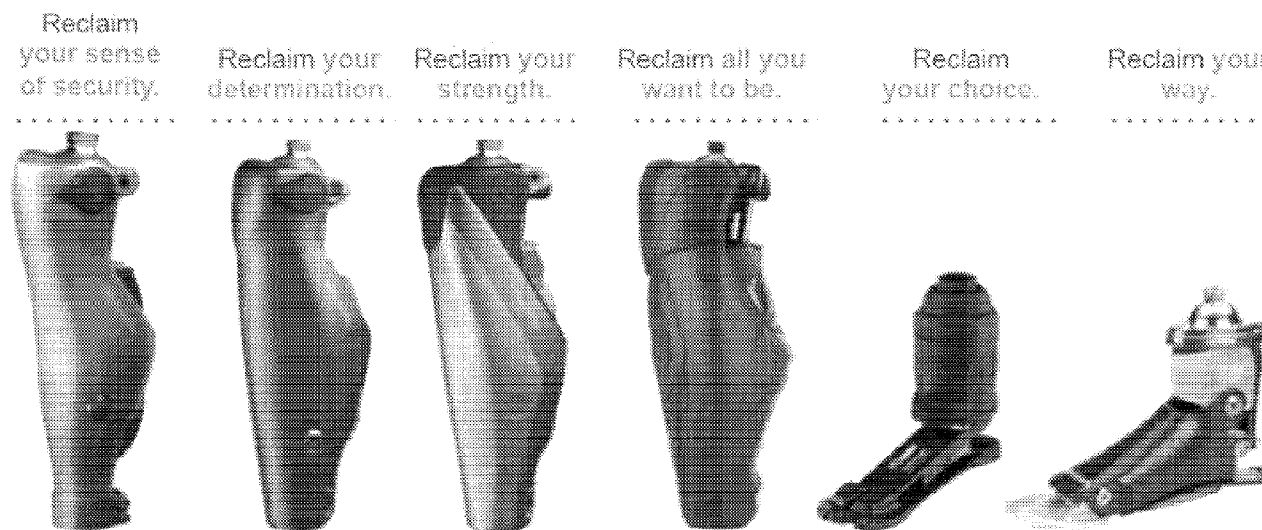 Reclaim
your sense
of security.
Reclaim your
determination.
Reclaim your
strength.
Reclaim all you
want to be.
Reclaim
your choice.
Reclaim your
way.